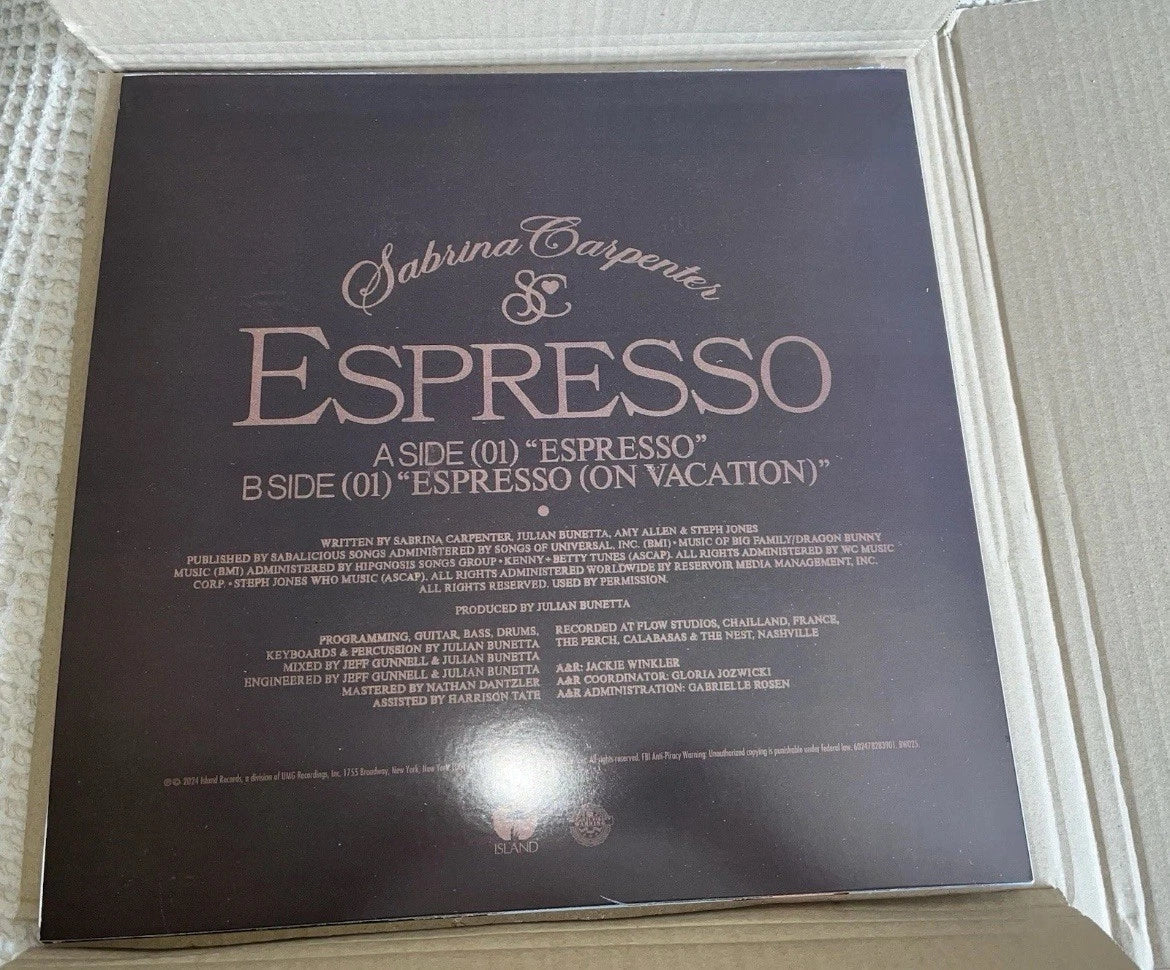 Sabrina Carpenter
SC
ESPRESSO
A SIDE (01) “ESPRESSO”
B SIDE (01) “ESPRESSO (ON VACATION)”
WRITTEN BY SABRINA CARPENTER, JULIAN BUNETTA, AMY ALLEN & STEPH JONES
PUBLISHED BY SABALICIOUS SONGS ADMINISTERED BY SONGS OF UNIVERSAL, INC. (BMI) • MUSIC OF BIG FAMILY/DRAGON BUNNY
MUSIC (BMI) ADMINISTERED BY HIPGNOSIS SONGS GROUP • KENNY + BETTY TUNES (ASCAP). ALL RIGHTS ADMINISTERED BY WC MUSIC
CORP. • STEPH JONES WHO MUSIC (ASCAP). ALL RIGHTS ADMINISTERED WORLDWIDE BY RESERVOIR MEDIA MANAGEMENT, INC.
ALL RIGHTS RESERVED. USED BY PERMISSION.
PRODUCED BY JULIAN BUNETTA
PROGRAMMING, GUITAR, BASS, DRUMS,
KEYBOARDS & PERCUSSION BY JULIAN BUNETTA
MIXED BY JEFF GUNNELL & JULIAN BUNETTA
ENGINEERED BY JEFF GUNNELL & JULIAN BUNETTA
MASTERED BY NATHAN DANTZLER
ASSISTED BY HARRISON TATE
RECORDED AT FLOW STUDIOS, CHAILLAND, FRANCE,
THE PERCH, CALABASAS & THE NEST, NASHVILLE
A&R: JACKIE WINKLER
A&R COORDINATOR: GLORIA JOZWICKI
A&R ADMINISTRATION: GABRIELLE ROSEN
℗© 2024 Island Records, a division of UMG Recordings, Inc. 1755 Broadway, New York, New All rights reserved. FBI Anti-Piracy Warning: Unauthorized copying is punishable under federal law.
ISLAND